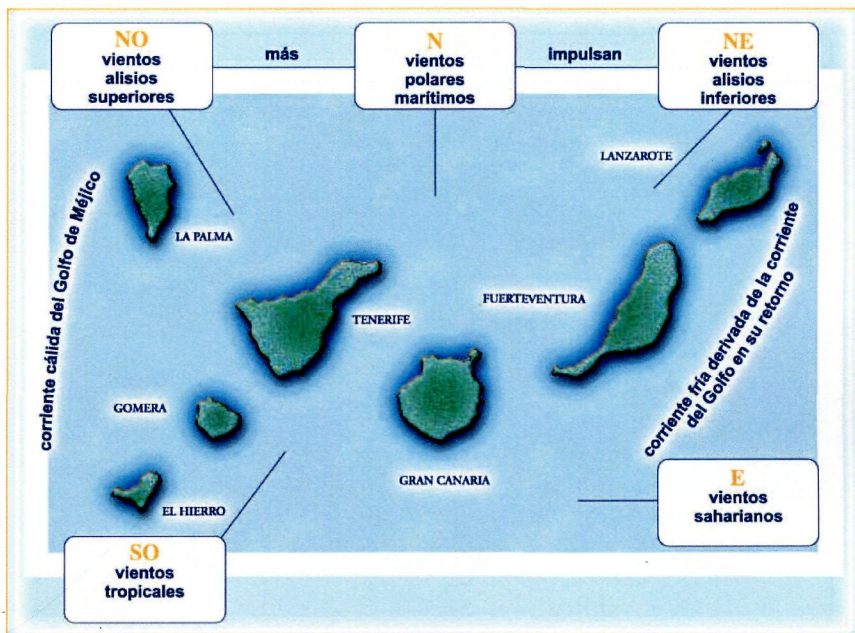 NO
vientos
alisios
superiores
más
N
vientos
polares
marítimos
impulsan
NE
vientos
alisios
inferiores
LANZAROTE
LA PALMA
corriente cálida del Golfo de Méjico
TENERIFE
FUERTEVENTURA
corriente fría derivada de la corriente
del Golfo en su retorno
GOMERA
GRAN CANARIA
EL HIERRO
E
vientos
saharianos
SO
vientos
tropicales